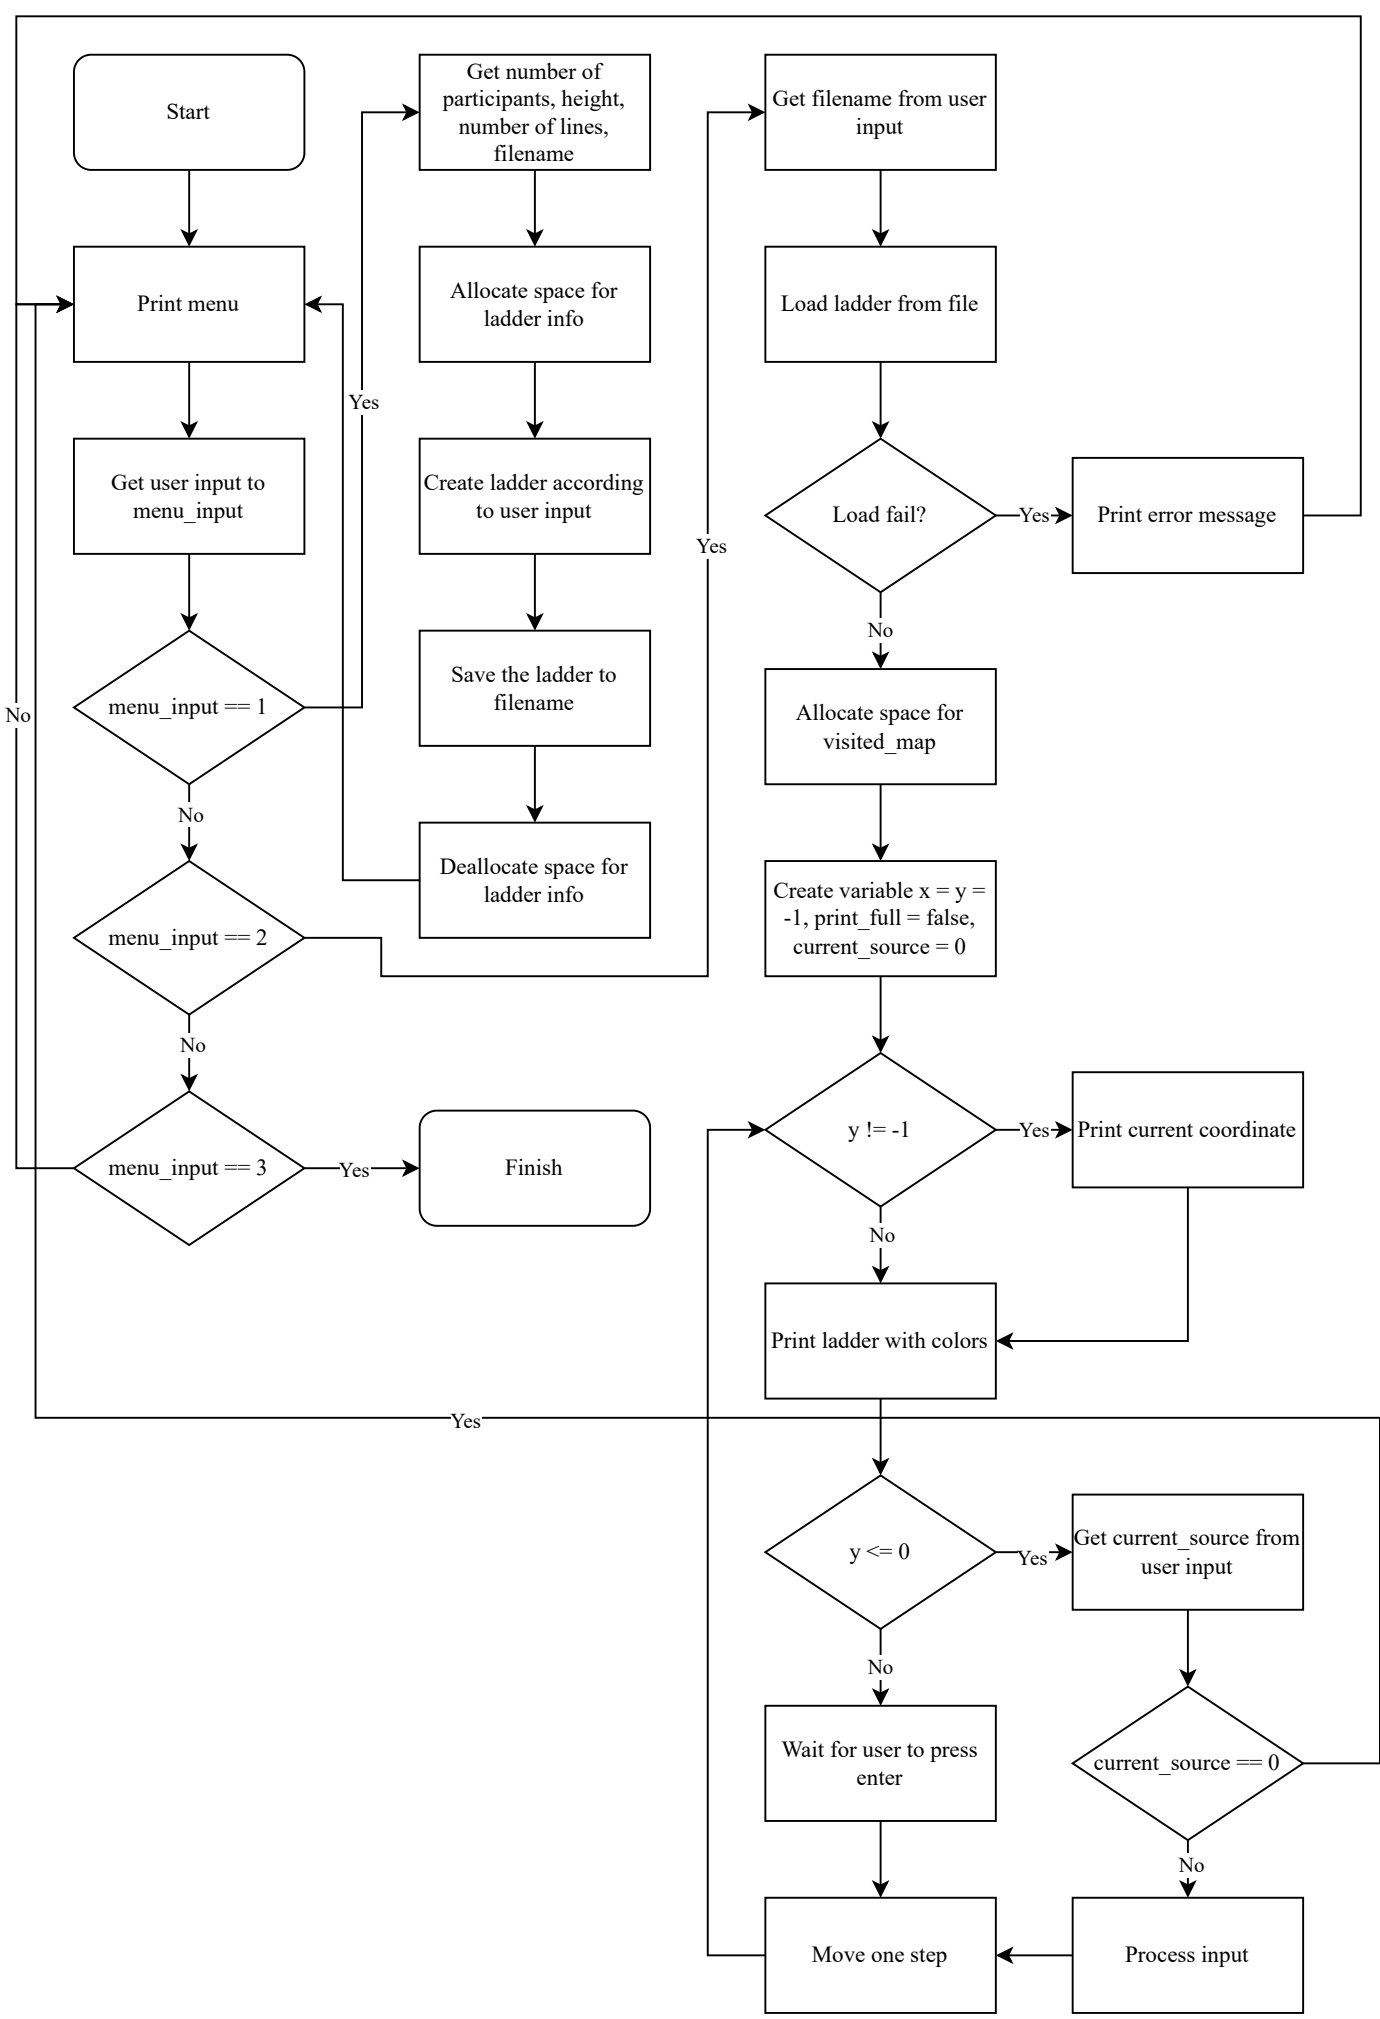 Start
Print menu
Get user input to
menu_input
menu_input == 1
Yes
No
menu_input == 2
Yes
No
menu_input == 3
No
Yes
Finish
Get number of
participants, height,
number of lines,
filename
Allocate space for
ladder info
Create ladder according
to user input
Save the ladder to
filename
Deallocate space for
ladder info
Get filename from user
input
Load ladder from file
Load fail?
Yes
Print error message
No
Allocate space for
visited_map
Create variable x = y =
-1, print_full = false,
current_source = 0
y != -1
Yes
Print current coordinate
No
Print ladder with colors
y <= 0
Yes
Get current_source from
user input
No
Wait for user to press
enter
current_source == 0
Yes
No
Process input
Move one step